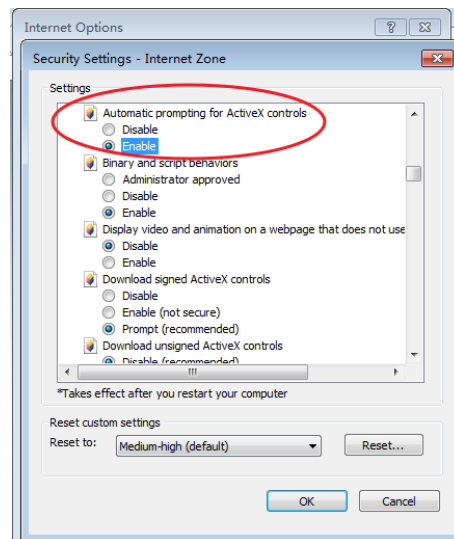 Internet Options
Security Settings - Internet Zone
Settings
Automatic prompting for ActiveX controls
Disable
Enable
Binary and script behaviors
Administrator approved
Disable
Enable
Display video and animation on a webpage that does not use
Disable
Enable
Download signed ActiveX controls
Disable
Enable (not secure)
Prompt (recommended)
Download unsigned ActiveX controls
Disable (recommended)
*Takes effect after you restart your computer
Reset custom settings
Reset to: Medium-high (default) Reset...
OK Cancel